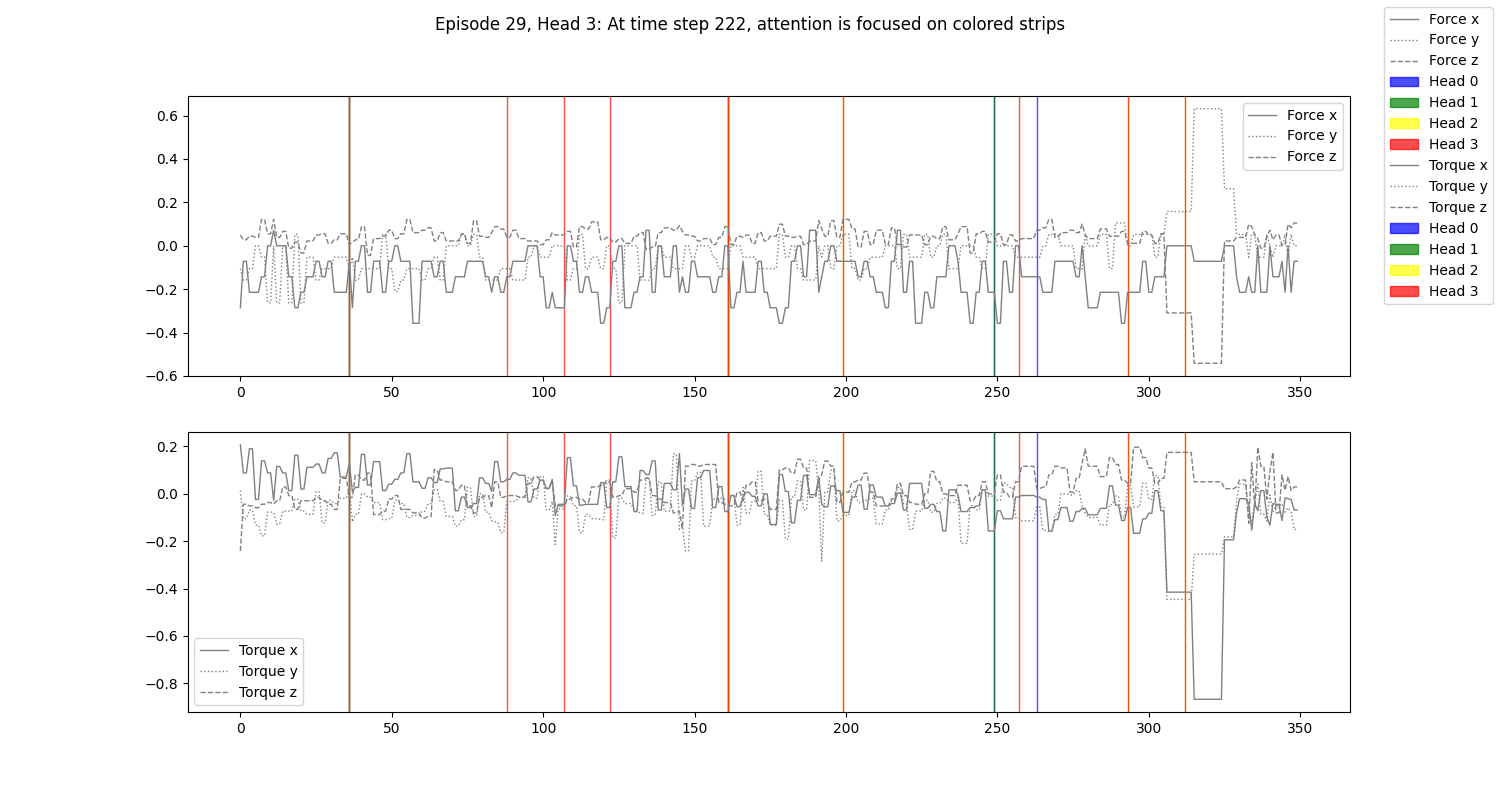 Episode 29, Head 3: At time step 222, attention is focused on colored strips
Force x
Force y
Force z
Head 0
Head 1
Head 2
Head 3
Torque x
Torque y
Torque z
Head 0
Head 1
Head 2
Head 3
0.6
0.4
0.2
0.0
−0.2
−0.4
−0.6
Force x
Force y
Force z
0 50 100 150 200 250 300 350
0.2
0.0
−0.2
−0.4
−0.6
−0.8
Torque x
Torque y
Torque z
0 50 100 150 200 250 300 350